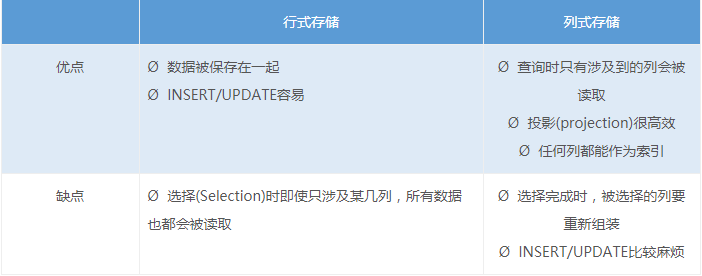 行式存储 列式存储
优点
Ø 数据被保存在一起
Ø INSERT/UPDATE容易
Ø 查询时只有涉及到的列会被
读取
Ø 投影(projection)很高效
Ø 任何列都能作为索引
缺点
Ø 选择(Selection)时即使只涉及某几列，所有数据
也都会被读取
Ø 选择完成时，被选择的列要
重新组装
Ø INSERT/UPDATE比较麻烦